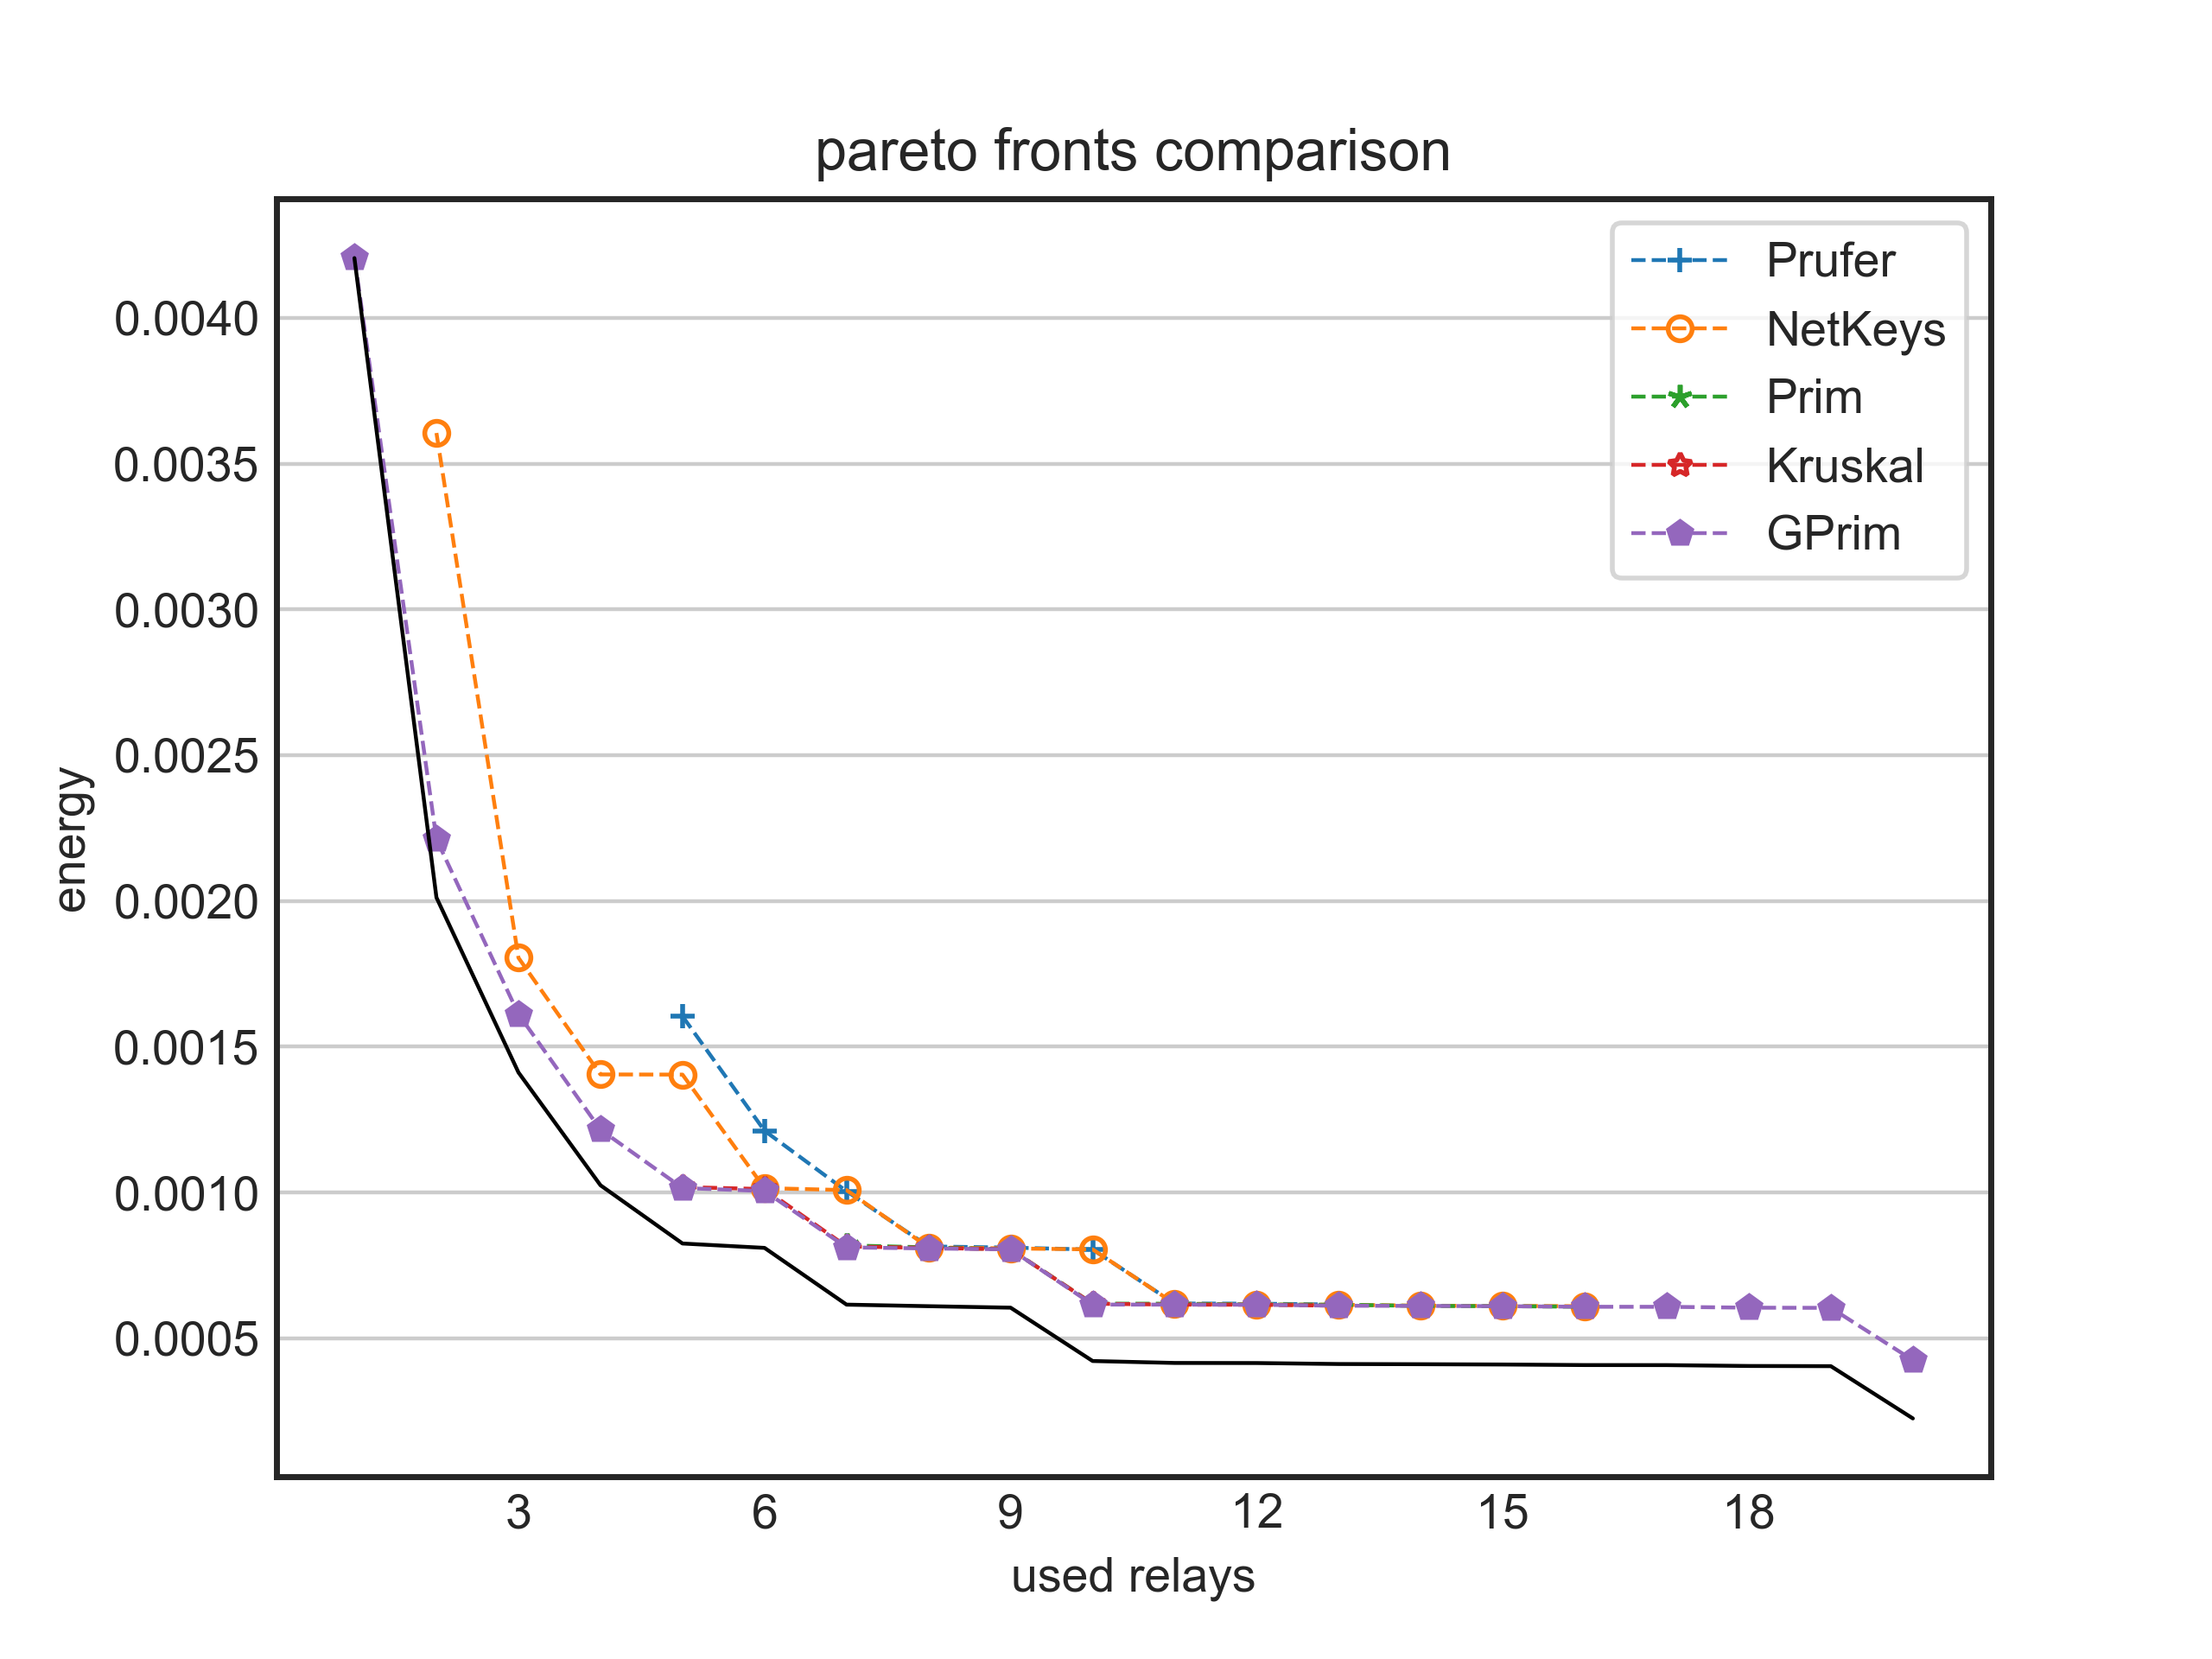 pareto fronts comparison
Prufer
NetKeys
Prim
Kruskal
GPrim
energy
0.0040
0.0035
0.0030
0.0025
0.0020
0.0015
0.0010
0.0005
3 6 9 12 15 18
used relays